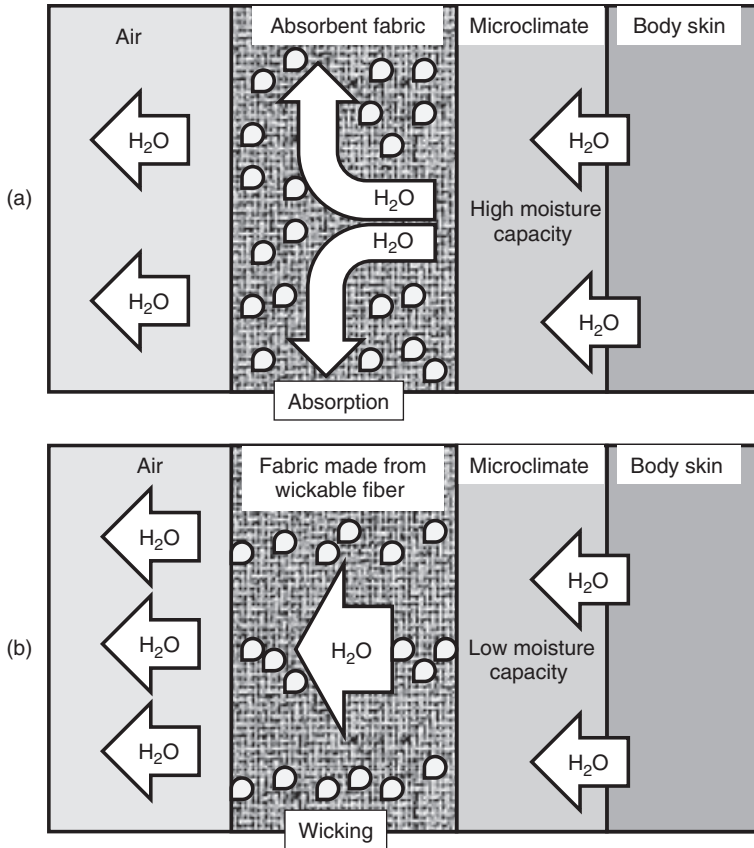 Air
Absorbent fabric
Microclimate
Body skin
(a)
H₂O
H₂O
H₂O
H₂O
H₂O
H₂O
High moisture
capacity
Absorption
Air
Fabric made from
wickable fiber
Microclimate
Body skin
(b)
H₂O
H₂O
H₂O
H₂O
H₂O
H₂O
Low moisture
capacity
Wicking